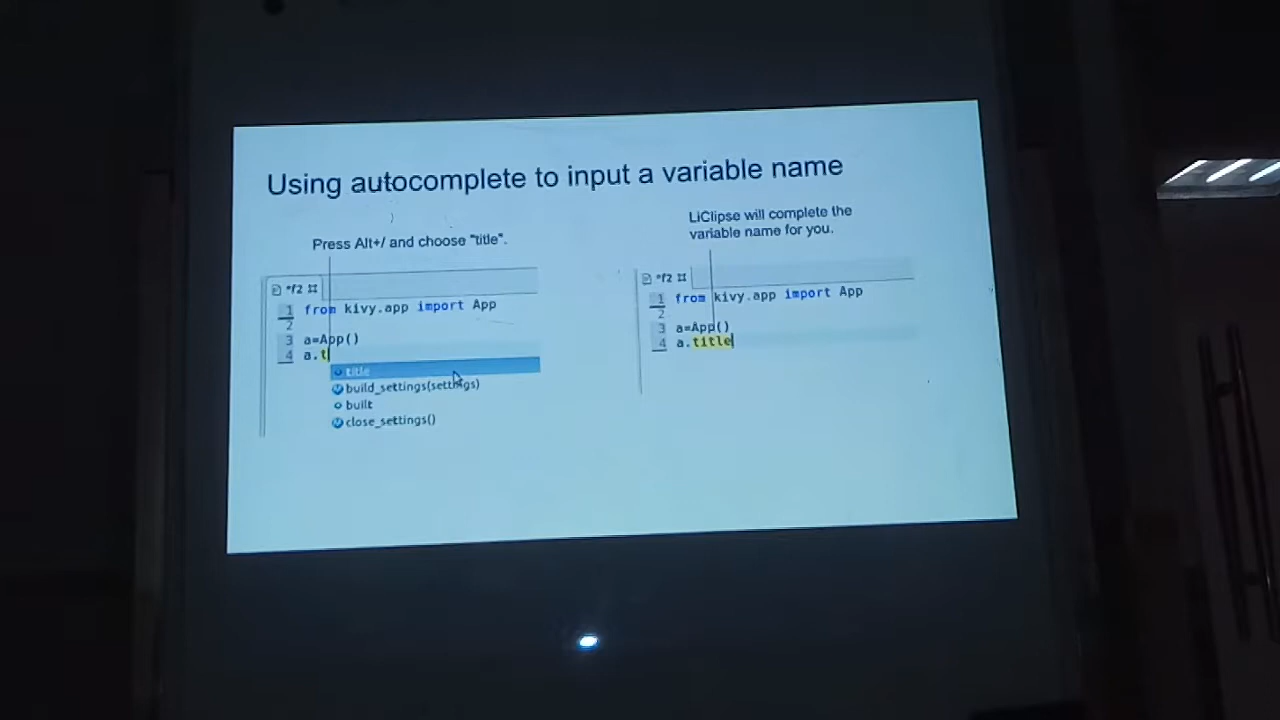 Using autocomplete to input a variable name
Press Alt+/ and choose "title".
*f2
1 from kivy.app import App
2
3 a=App()
4 a.t
title
build_settings(settings)
built
close_settings()
LiClipse will complete the
variable name for you.
*f2
1 from kivy.app import App
2
3 a=App()
4 a.title